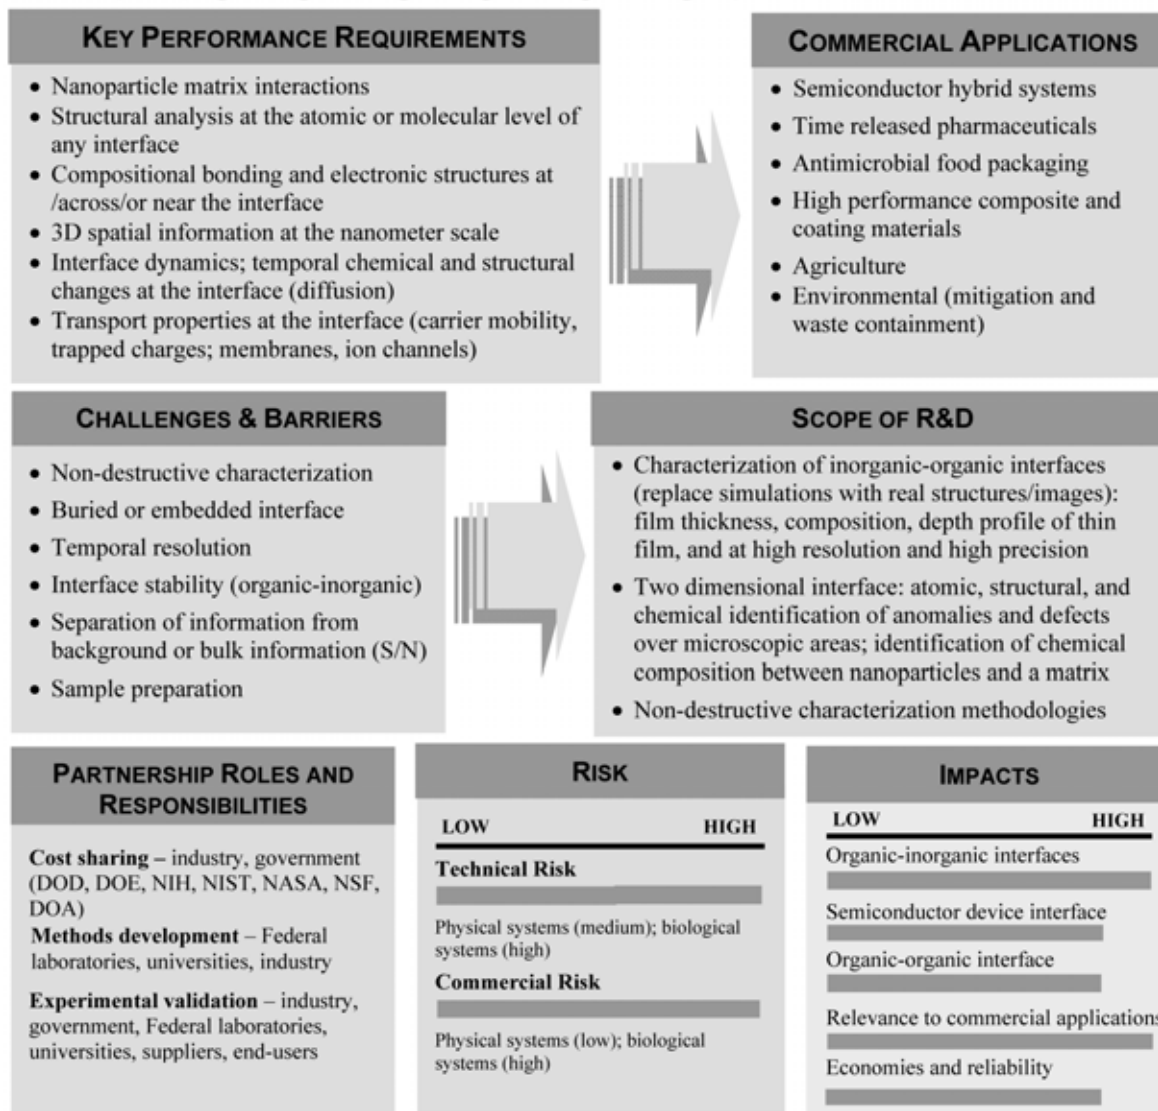 KEY PERFORMANCE REQUIREMENTS
• Nanoparticle matrix interactions
• Structural analysis at the atomic or molecular level of
any interface
• Compositional bonding and electronic structures at
/across/or near the interface
• 3D spatial information at the nanometer scale
• Interface dynamics; temporal chemical and structural
changes at the interface (diffusion)
• Transport properties at the interface (carrier mobility,
trapped charges; membranes, ion channels)
COMMERCIAL APPLICATIONS
• Semiconductor hybrid systems
• Time released pharmaceuticals
• Antimicrobial food packaging
• High performance composite and
coating materials
• Agriculture
• Environmental (mitigation and
waste containment)
CHALLENGES & BARRIERS
• Non-destructive characterization
• Buried or embedded interface
• Temporal resolution
• Interface stability (organic-inorganic)
• Separation of information from
background or bulk information (S/N)
• Sample preparation
SCOPE OF R&D
• Characterization of inorganic-organic interfaces
(replace simulations with real structures/images):
film thickness, composition, depth profile of thin
film, and at high resolution and high precision
• Two dimensional interface: atomic, structural, and
chemical identification of anomalies and defects
over microscopic areas; identification of chemical
composition between nanoparticles and a matrix
• Non-destructive characterization methodologies
PARTNERSHIP ROLES AND
RESPONSIBILITIES
Cost sharing – industry, government
(DOD, DOE, NIH, NIST, NASA, NSF,
DOA)
Methods development – Federal
laboratories, universities, industry
Experimental validation – industry,
government, Federal laboratories,
universities, suppliers, end-users
RISK
LOW HIGH
Technical Risk
Physical systems (medium); biological
systems (high)
Commercial Risk
Physical systems (low); biological
systems (high)
IMPACTS
LOW HIGH
Organic-inorganic interfaces
Semiconductor device interface
Organic-organic interface
Relevance to commercial applications
Economies and reliability